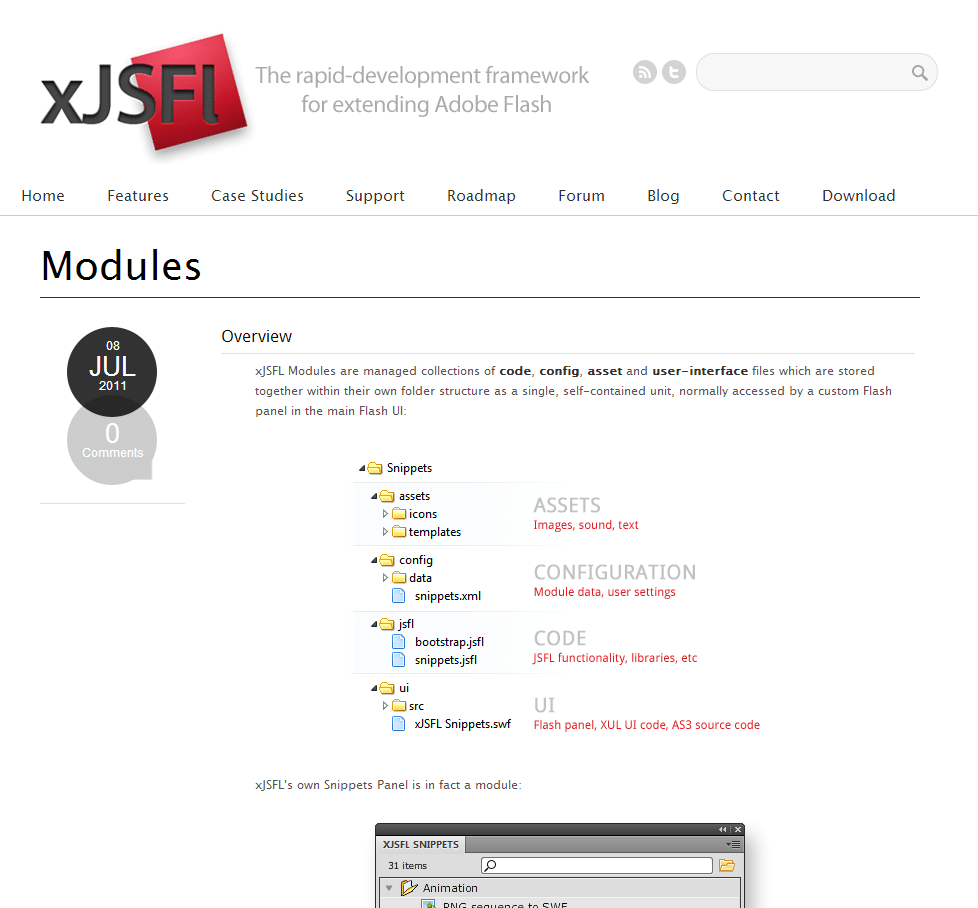 xJSFl
The rapid-development framework
for extending Adobe Flash
Home Features Case Studies Support Roadmap Forum Blog Contact Download
Modules
08
JUL
2011
0
Comments
Overview
xJSFL Modules are managed collections of code, config, asset and user-interface files which are stored
together within their own folder structure as a single, self-contained unit, normally accessed by a custom Flash
panel in the main Flash UI:
Snippets
assets
icons
templates
ASSETS
Images, sound, text
config
data
snippets.xml
CONFIGURATION
Module data, user settings
jsfl
bootstrap.jsfl
snippets.jsfl
CODE
JSFL functionality, libraries, etc
ui
src
xJSFL Snippets.swf
UI
Flash panel, XUL UI code, AS3 source code
xJSFL's own Snippets Panel is in fact a module:
XJSFL SNIPPETS
31 items
Animation
PNG sequence to SWF